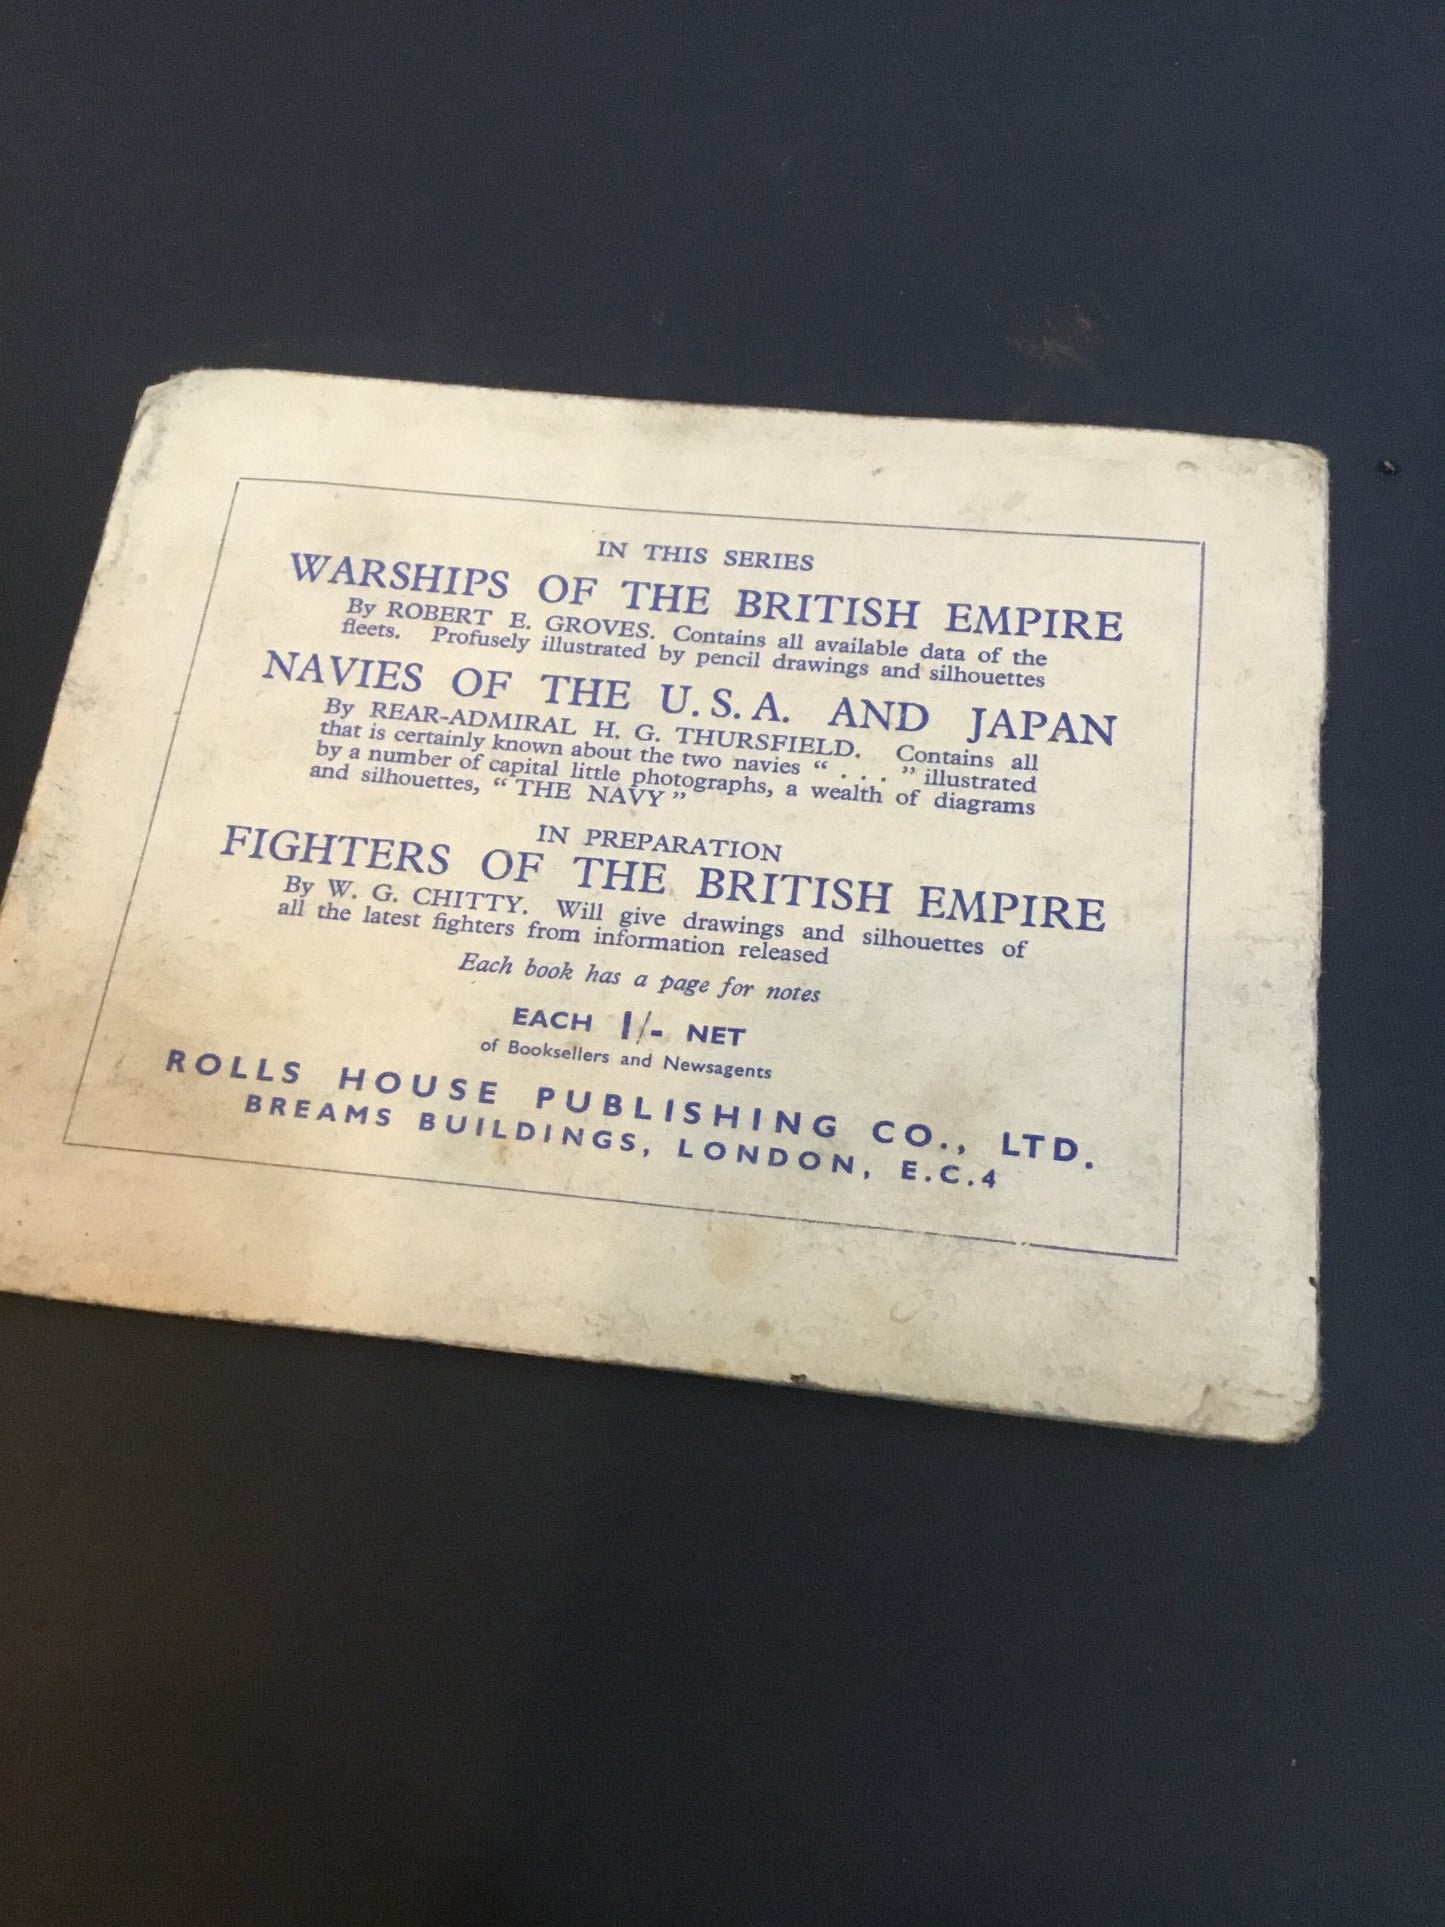 IN THIS SERIES
WARSHIPS OF THE BRITISH EMPIRE
By ROBERT E. GROVES. Contains all available data of the
fleets. Profusely illustrated by pencil drawings and silhouettes
NAVIES OF THE U.S.A. AND JAPAN
By REAR-ADMIRAL H. G. THURSFIELD. Contains all
that is certainly known about the two navies " . . . " illustrated
by a number of capital little photographs, a wealth of diagrams
and silhouettes, " THE NAVY "
IN PREPARATION
FIGHTERS OF THE BRITISH EMPIRE
By W. G. CHITTY. Will give drawings and silhouettes of
all the latest fighters from information released
Each book has a page for notes
EACH 1/- NET
of Booksellers and Newsagents
ROLLS HOUSE PUBLISHING CO., LTD.
BREAMS BUILDINGS, LONDON, E.C.4